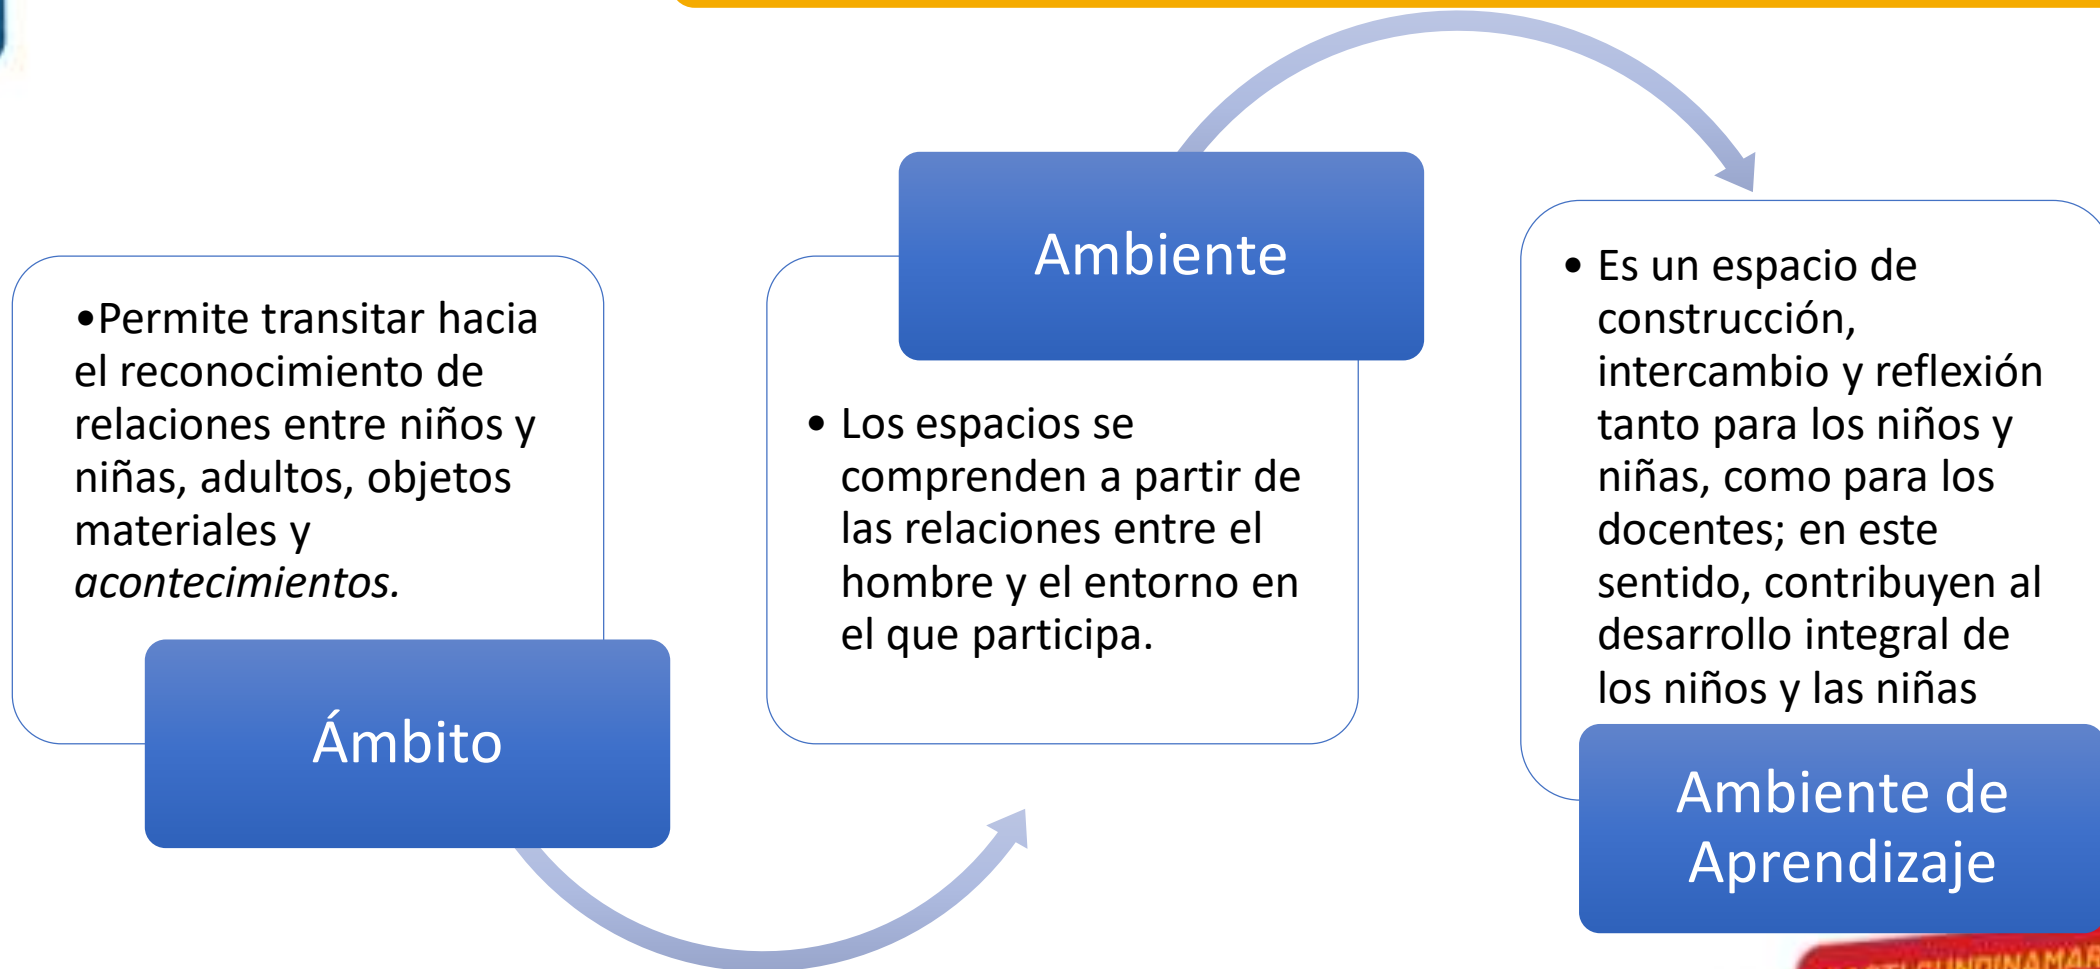 •Permite transitar hacia
el reconocimiento de
relaciones entre niños y
niñas, adultos, objetos
materiales y
acontecimientos.
Ámbito
Ambiente
• Los espacios se
comprenden a partir de
las relaciones entre el
hombre y el entorno en
el que participa.
• Es un espacio de
construcción,
intercambio y reflexión
tanto para los niños y
niñas, como para los
docentes; en este
sentido, contribuyen al
desarrollo integral de
los niños y las niñas
Ambiente de
Aprendizaje